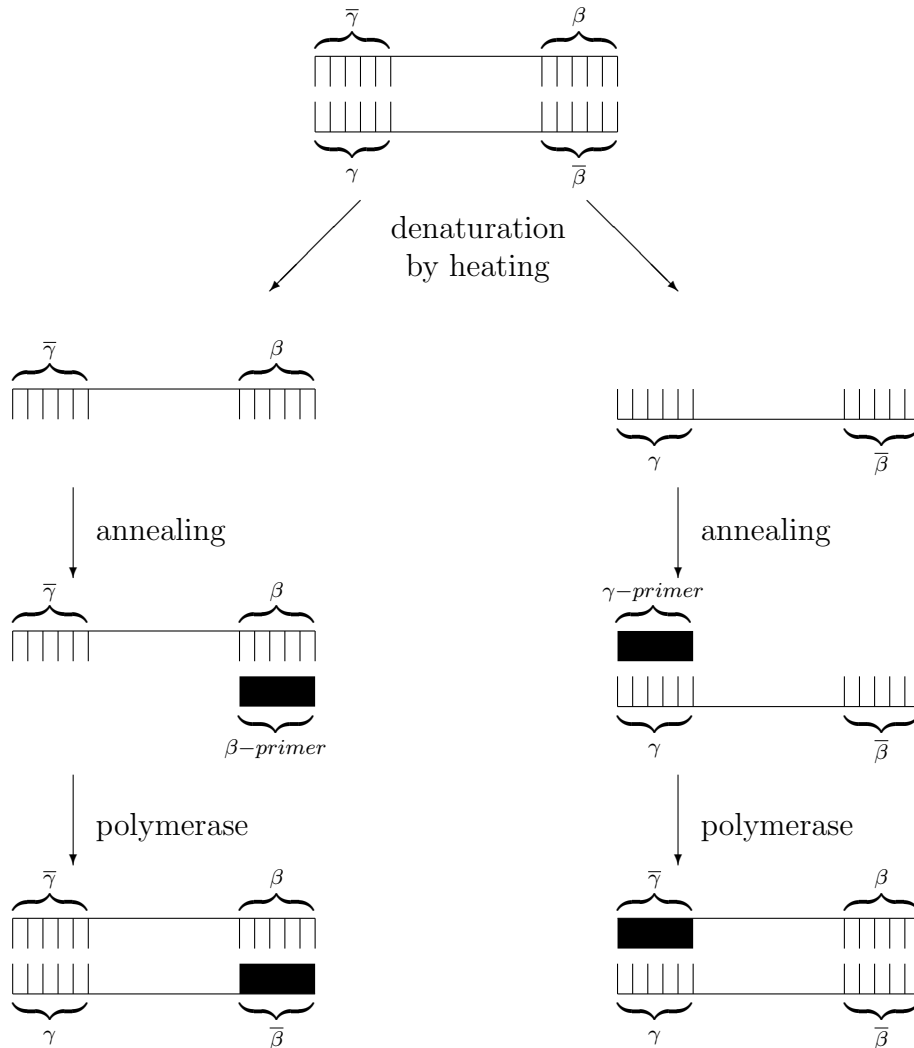 γ̅ β
γ β̅
denaturation
by heating
γ̅ β
γ β̅
annealing annealing
γ̅ β γ−primer
β−primer γ β̅
polymerase polymerase
γ̅ β γ̅ β
γ β̅ γ β̅